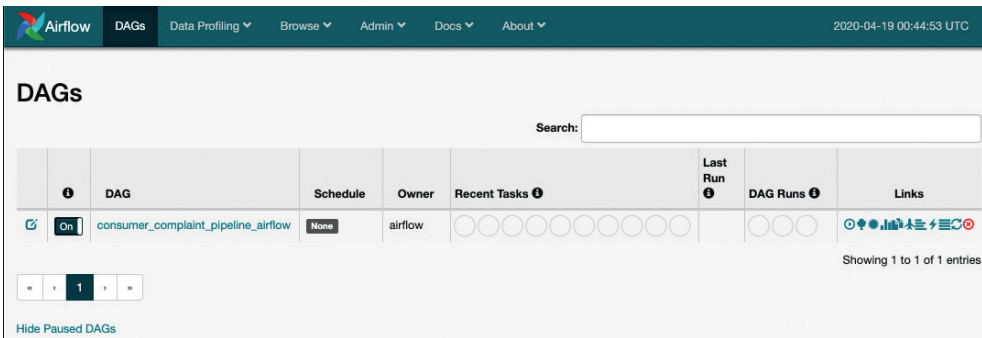 Airflow DAGs Data Profiling Browse Admin Docs About 2020-04-19 00:44:53 UTC
DAGs
Search:
DAG Schedule Owner Recent Tasks Last Run DAG Runs Links
On consumer_complaint_pipeline_airflow None airflow
Showing 1 to 1 of 1 entries
« ‹ 1 › »
Hide Paused DAGs